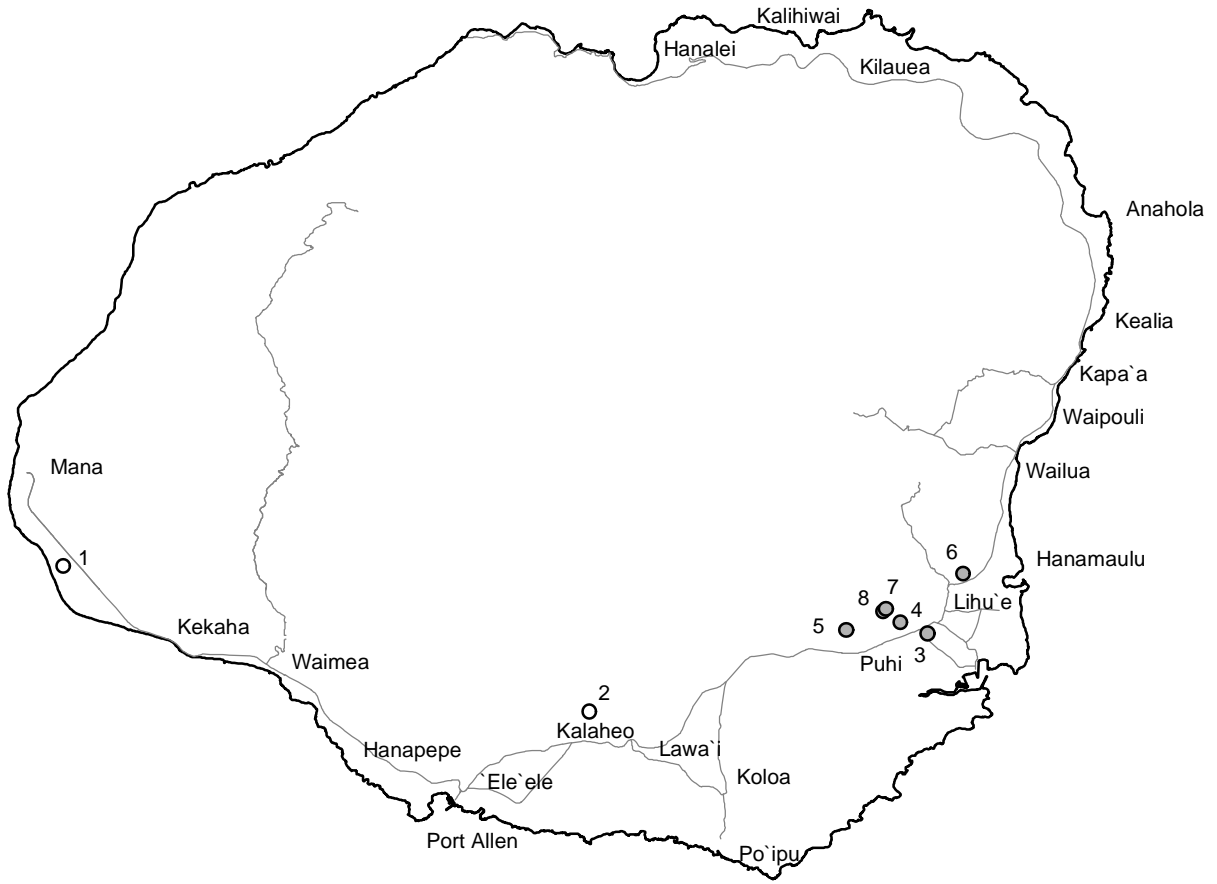 Kalihiwai
Hanalei
Kilauea
Anahola
Kealia
Kapa`a
Waipouli
Mana
Wailua
1
6
Hanamaulu
8
7
Lihu`e
4
5
Kekaha
3
Waimea
Puhi
2
Kalaheo
Hanapepe
Lawa`i
`Ele`ele
Koloa
Port Allen
Po`ipu